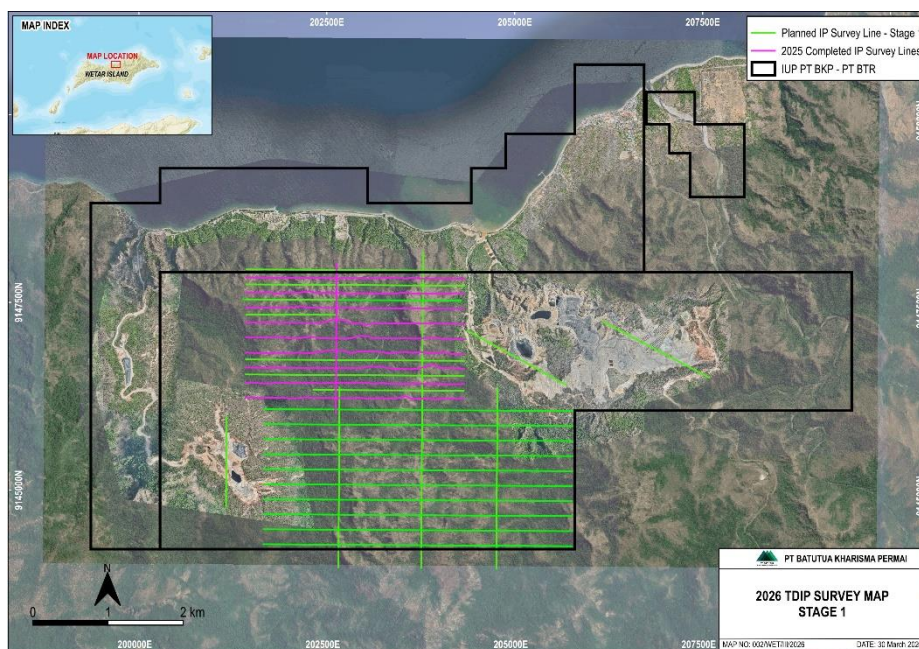 MAP INDEX
MAP LOCATION
WETAR ISLAND
202500E
205000E
207500E
Planned IP Survey Line - Stage 1
2025 Completed IP Survey Lines
IUP PT BKP - PT BTR
9147500N
9145000N
N
0 1 2 km
200000E
202500E
205000E
207500E
PT BATUTUA KHARISMA PERMAI
2026 TDIP SURVEY MAP
STAGE 1
DATE: 30 March 202